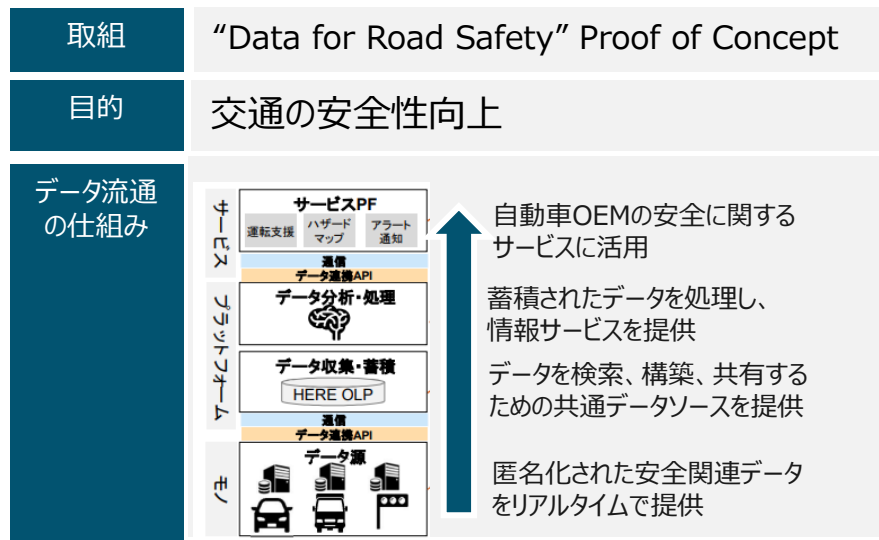 取組
“Data for Road Safety” Proof of Concept
目的
交通の安全性向上
データ流通
の仕組み
サービス
サービスPF
運転支援
ハザード
マップ
アラート
通知
通信
データ連携API
自動車OEMの安全に関する
サービスに活用
プラットフォーム
データ分析・処理
蓄積されたデータを処理し、
情報サービスを提供
データ収集・蓄積
HERE OLP
通信
データ連携API
データを検索、構築、共有する
ための共通データソースを提供
モノ
データ源
匿名化された安全関連データ
をリアルタイムで提供